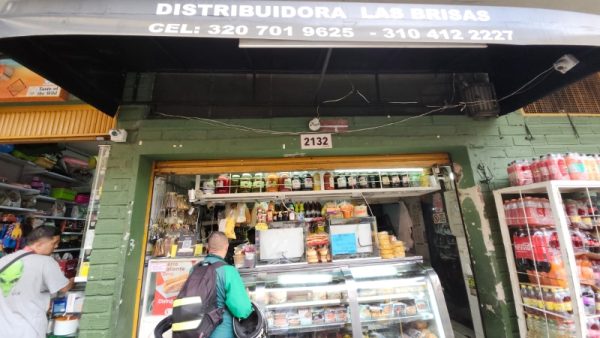 DISTRIBUIDORA LAS BRISAS
CEL: 320 701 9625 - 310 412 2227
2132